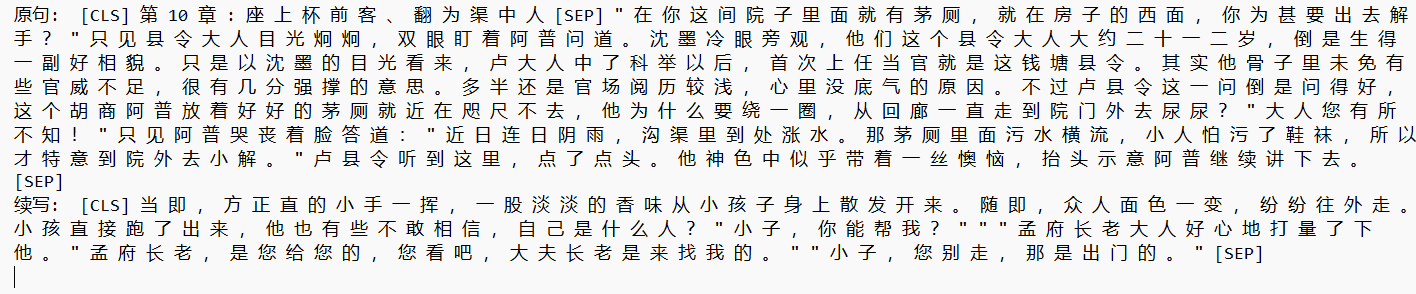 原句: [CLS] 第 10 章 : 座 上 杯 前 客 、 翻 为 渠 中 人 [SEP] " 在 你 这 间 院 子 里 面 就 有 茅 厕 , 就 在 房 子 的 西 面 , 你 为 甚 要 出 去 解
手 ? " 只 见 县 令 大 人 目 光 炯 炯 , 双 眼 盯 着 阿 普 问 道 。 沈 墨 冷 眼 旁 观 , 他 们 这 个 县 令 大 人 大 约 二 十 一 二 岁 , 倒 是 生 得
一 副 好 相 貌 。 只 是 以 沈 墨 的 目 光 看 来 , 卢 大 人 中 了 科 举 以 后 , 首 次 上 任 当 官 就 是 这 钱 塘 县 令 。 其 实 他 骨 子 里 未 免 有
些 官 威 不 足 , 很 有 几 分 强 撑 的 意 思 。 多 半 还 是 官 场 阅 历 较 浅 , 心 里 没 底 气 的 原 因 。 不 过 卢 县 令 这 一 问 倒 是 问 得 好 ,
这 个 胡 商 阿 普 放 着 好 好 的 茅 厕 就 近 在 咫 尺 不 去 , 他 为 什 么 要 绕 一 圈 , 从 回 廊 一 直 走 到 院 门 外 去 尿 尿 ? " 大 人 您 有 所
不 知 ! " 只 见 阿 普 哭 丧 着 脸 答 道 : " 近 日 连 日 阴 雨 , 沟 渠 里 到 处 涨 水 。 那 茅 厕 里 面 污 水 横 流 , 小 人 怕 污 了 鞋 袜 , 所 以
才 特 意 到 院 外 去 小 解 。 " 卢 县 令 听 到 这 里 , 点 了 点 头 。 他 神 色 中 似 乎 带 着 一 丝 懊 恼 , 抬 头 示 意 阿 普 继 续 讲 下 去 。
[SEP]
续写: [CLS] 当 即 , 方 正 直 的 小 手 一 挥 , 一 股 淡 淡 的 香 味 从 小 孩 子 身 上 散 发 开 来 。 随 即 , 众 人 面 色 一 变 , 纷 纷 往 外 走 。
小 孩 直 接 跑 了 出 来 , 他 也 有 些 不 敢 相 信 , 自 己 是 什 么 人 ? " 小 子 , 你 能 帮 我 ? " " " 孟 府 长 老 大 人 好 心 地 打 量 了 下
他 。 " 孟 府 长 老 , 是 您 给 您 的 , 您 看 吧 , 大 夫 长 老 是 来 找 我 的 。 " " 小 子 , 您 别 走 , 那 是 出 门 的 。 " [SEP]